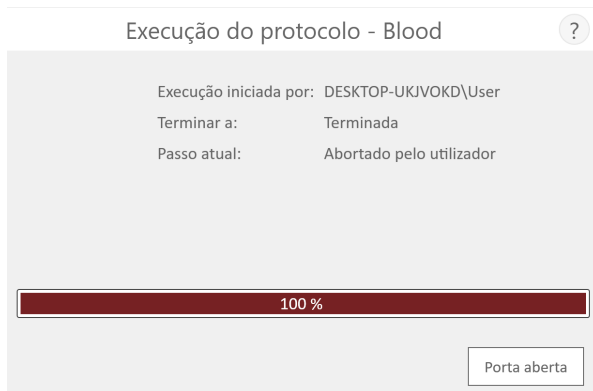 Execução do protocolo - Blood
?
Execução iniciada por: DESKTOP-UKJVOKD\User
Terminar a: Terminada
Passo atual: Abortado pelo utilizador
100 %
Porta aberta